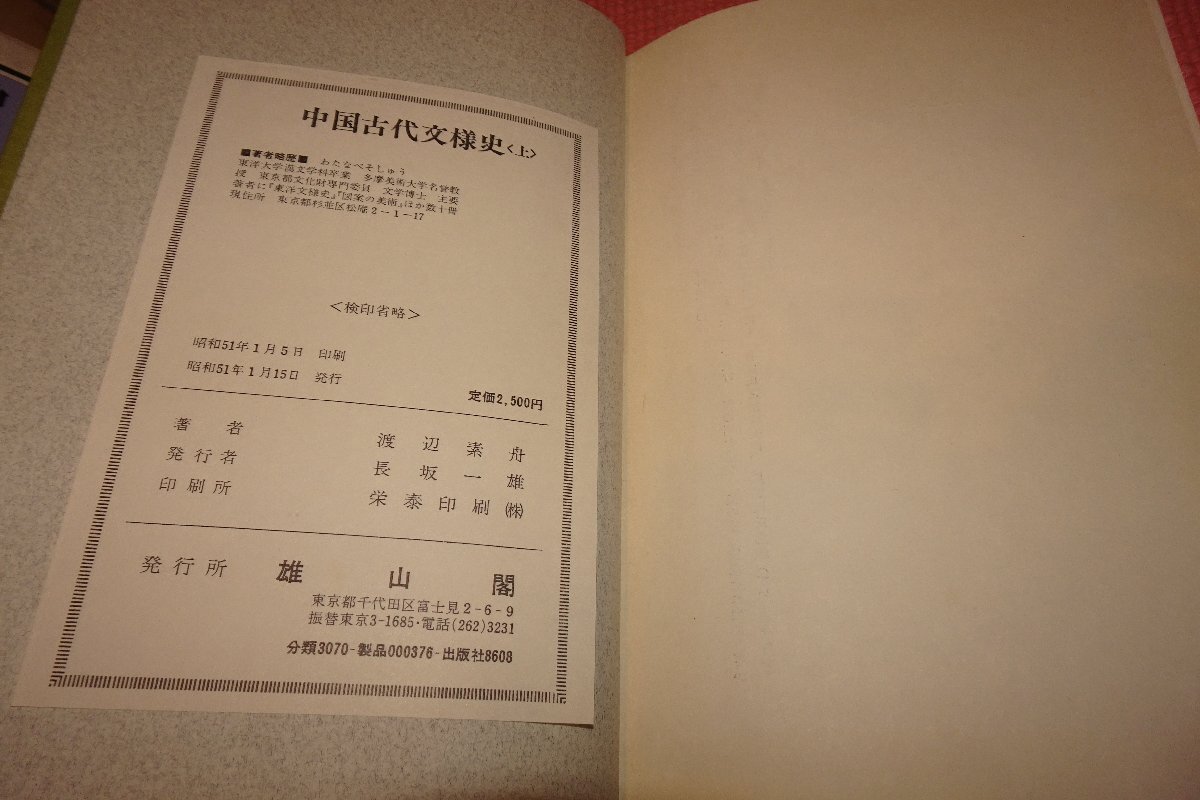 中国古代文様史〈上〉
■著者略歴■ わたなべそしゅう
東洋大学漢文学科卒業 多摩美術大学名誉教
授 東京都文化財専門委員 文学博士 主要
著書に『東洋文様史』『図案の美術』ほか数十冊
現住所 東京都杉並区松庵2-1-17
<検印省略>
昭和51年1月5日 印刷
昭和51年1月15日 発行
定価2,500円
著者 渡辺素舟
発行者 長坂一雄
印刷所 栄泰印刷㈱
発行所 雄山閣
東京都千代田区富士見2-6-9
振替東京3-1685・電話(262)3231
分類3070-製品000376-出版社8608